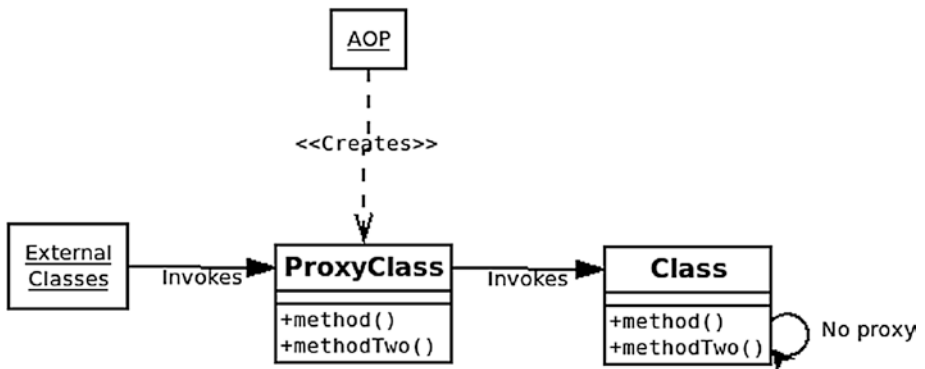 AOP
<<Creates>>
External
Classes
Invokes
ProxyClass
+method()
+methodTwo()
Invokes
Class
+method()
+methodTwo()
No proxy